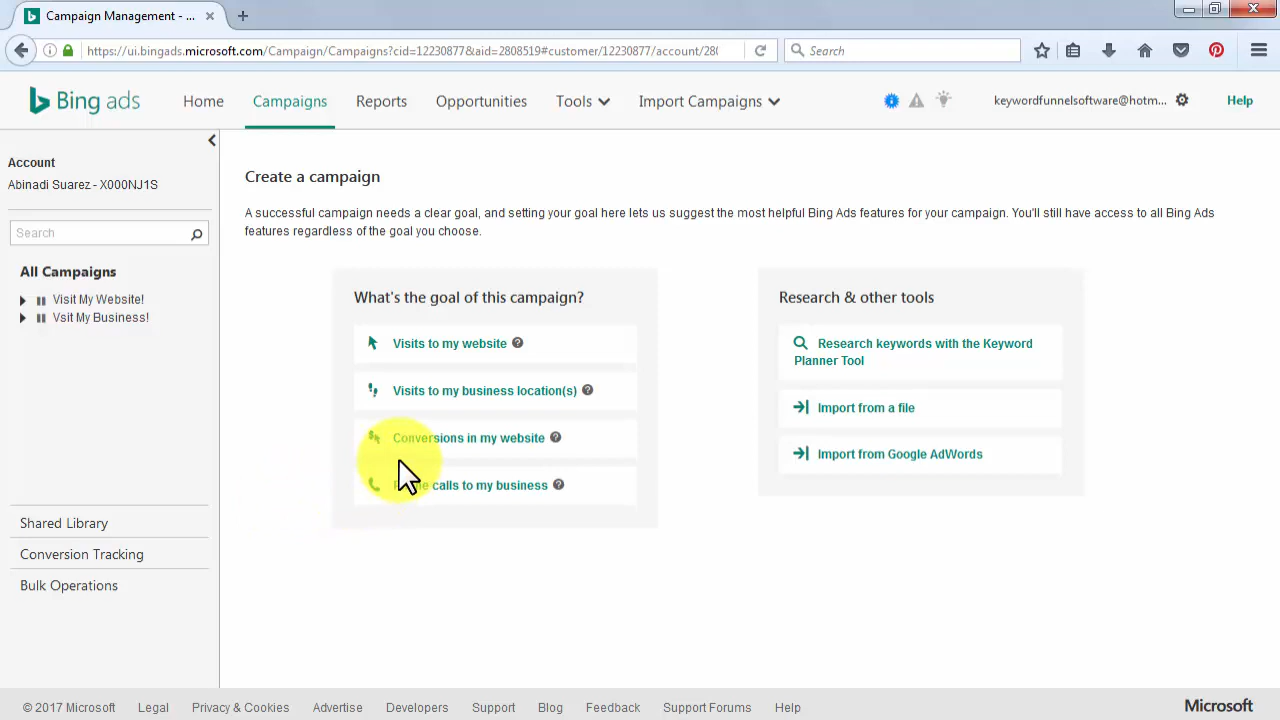 Campaign Management - ...
https://ui.bingads.microsoft.com/Campaign/Campaigns?cid=12230877&aid=2808519#customer/12230877/account/280
Search
Bing ads
Home
Campaigns
Reports
Opportunities
Tools
Import Campaigns
keywordfunnelsoftware@hotm...
Help
Account
Abinadi Suarez - X000NJ1S
Search
All Campaigns
Visit My Website!
Vsit My Business!
Shared Library
Conversion Tracking
Bulk Operations
Create a campaign
A successful campaign needs a clear goal, and setting your goal here lets us suggest the most helpful Bing Ads features for your campaign. You'll still have access to all Bing Ads
features regardless of the goal you choose.
What's the goal of this campaign?
Visits to my website
Visits to my business location(s)
Conversions in my website
calls to my business
Research & other tools
Research keywords with the Keyword
Planner Tool
Import from a file
Import from Google AdWords
© 2017 Microsoft
Legal
Privacy & Cookies
Advertise
Developers
Support
Blog
Feedback
Support Forums
Help
Microsoft